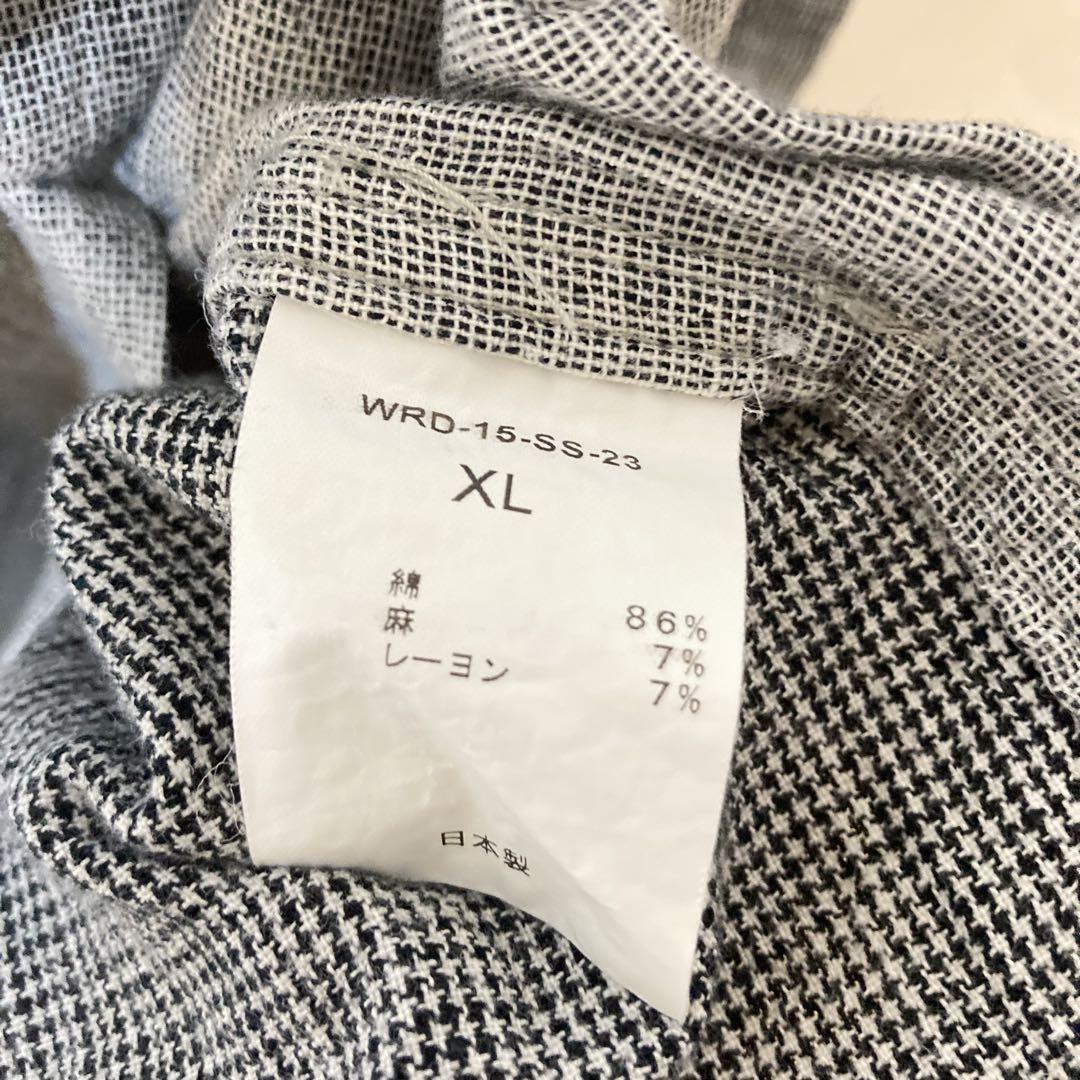 WRD-15-SS-23
XL
綿 86%
麻 7%
レーヨン 7%
日本製